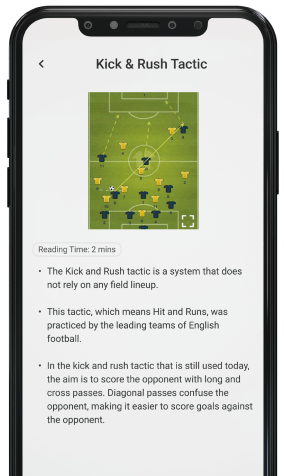 Kick & Rush Tactic
Reading Time: 2 mins
• The Kick and Rush tactic is a system that does
not rely on any field lineup.
• This tactic, which means Hit and Runs, was
practiced by the leading teams of English
football.
• In the kick and rush tactic that is still used today,
the aim is to score the opponent with long and
cross passes. Diagonal passes confuse the
opponent, making it easier to score goals against
the opponent.